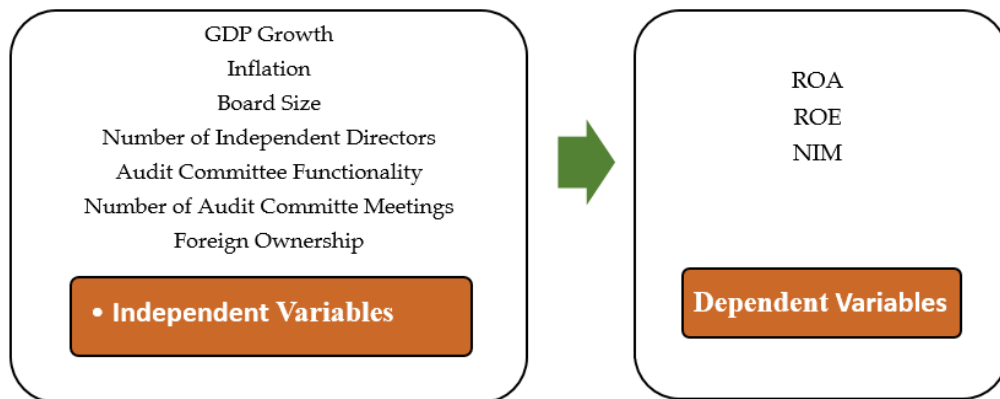 GDP Growth
Inflation
Board Size
Number of Independent Directors
Audit Committee Functionality
Number of Audit Committe Meetings
Foreign Ownership
• Independent Variables
ROA
ROE
NIM
Dependent Variables